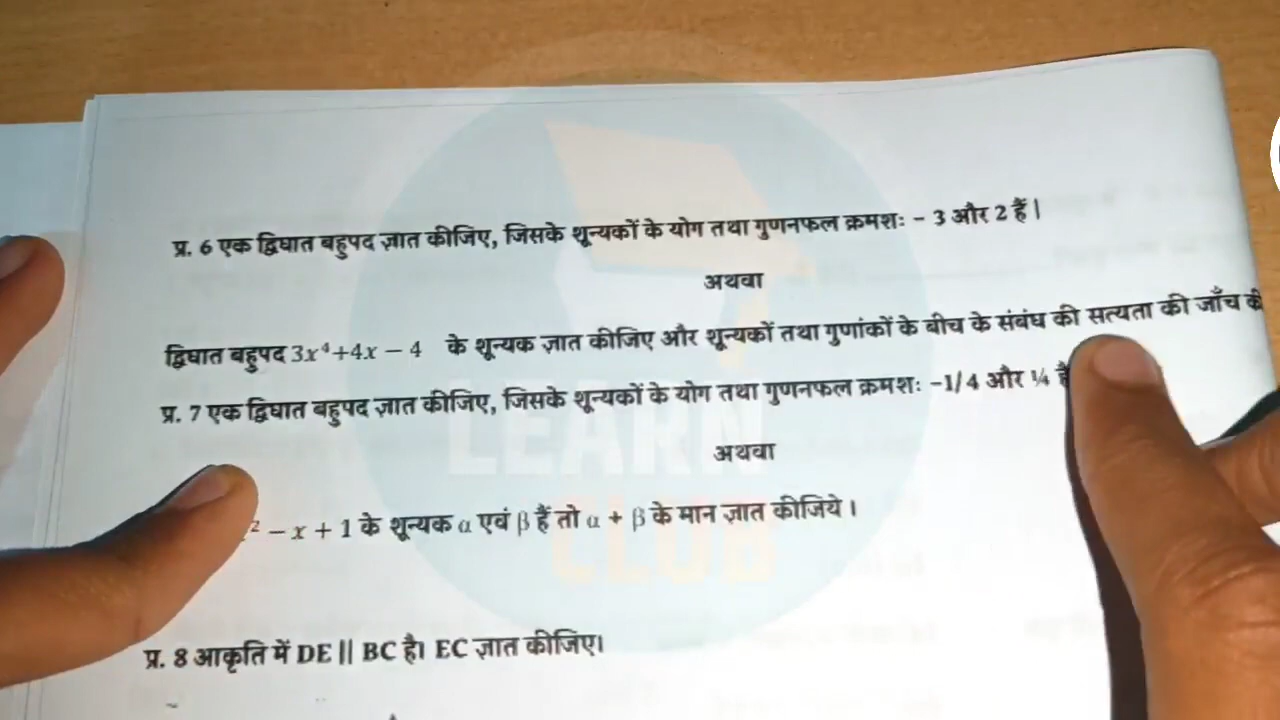 प्र. 6 एक द्विघात बहुपद ज्ञात कीजिए, जिसके शून्यकों के योग तथा गुणनफल क्रमशः - 3 और 2 हैं।
अथवा
द्विघात बहुपद 3x⁴+4x − 4 के शून्यक ज्ञात कीजिए और शून्यकों तथा गुणांकों के बीच के संबंध की सत्यता की जाँच
प्र. 7 एक द्विघात बहुपद ज्ञात कीजिए, जिसके शून्यकों के योग तथा गुणनफल क्रमशः -1/4 और ¼
अथवा
² − x + 1 के शून्यक α एवं β हैं तो α + β के मान ज्ञात कीजिये ।
प्र. 8 आकृति में DE || BC है। EC ज्ञात कीजिए।
LEARN
CLUB